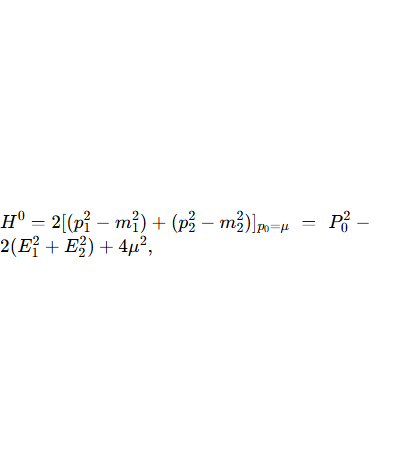 $H^0 = 2[(p_1^2 - m_1^2) + (p_2^2 - m_2^2)]_{p_0=\mu} \; = \; P_0^2 -$
$2(E_1^2 + E_2^2) + 4\mu^2,$